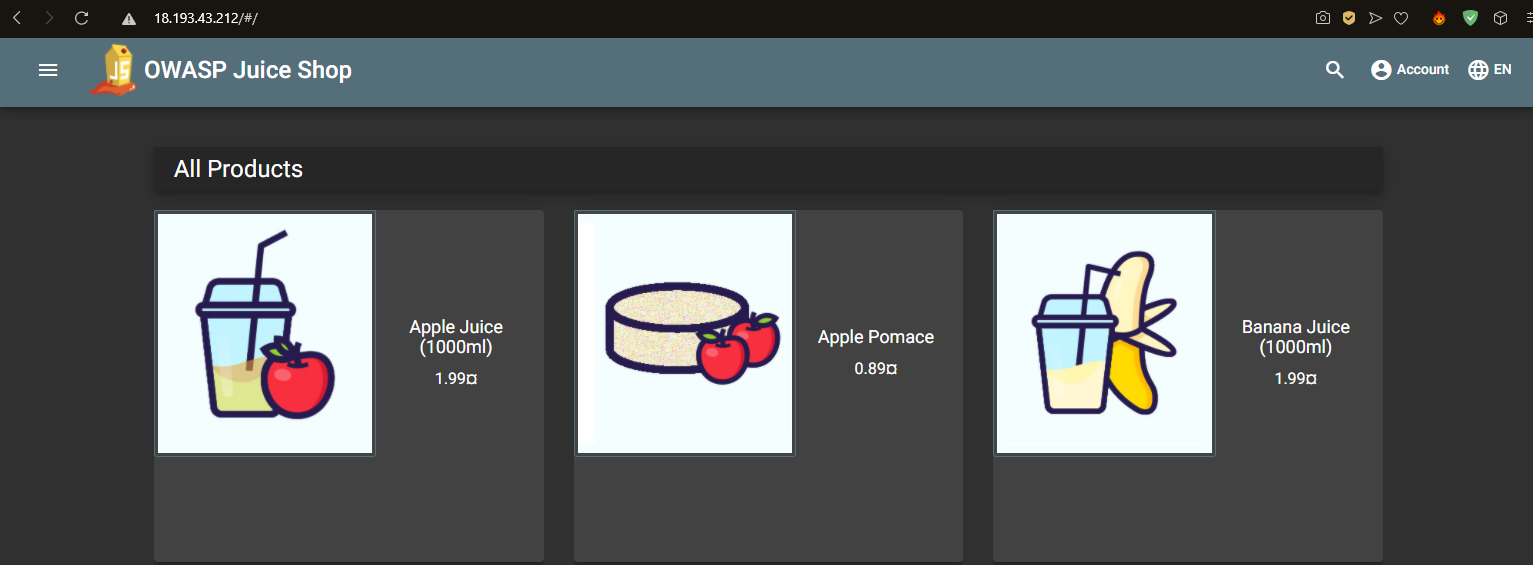 18.193.43.212/#/
JS
OWASP Juice Shop
Account
EN
All Products
Apple Juice
(1000ml)
1.99¤
Apple Pomace
0.89¤
Banana Juice
(1000ml)
1.99¤